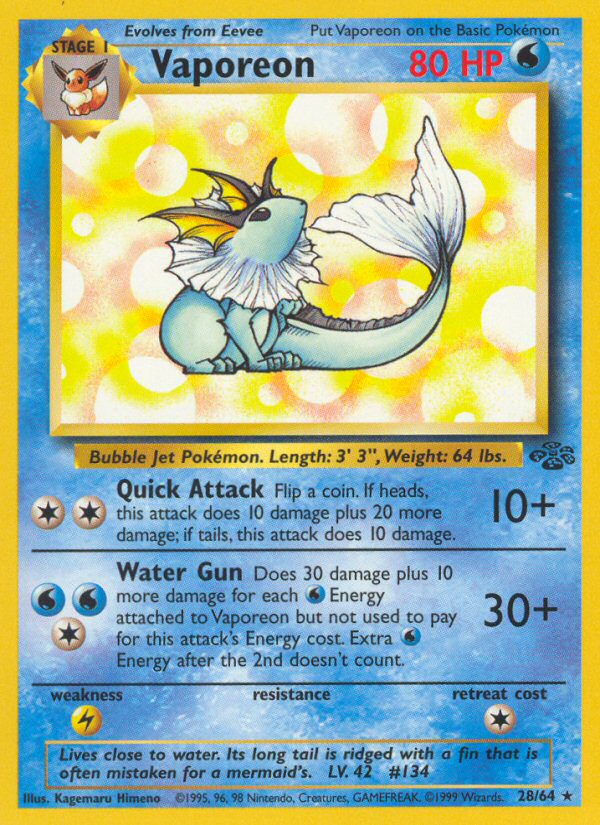 Evolves from Eevee Put Vaporeon on the Basic Pokémon
STAGE 1
Vaporeon 80 HP
Bubble Jet Pokémon. Length: 3' 3", Weight: 64 lbs.
Quick Attack Flip a coin. If heads,
this attack does 10 damage plus 20 more
damage; if tails, this attack does 10 damage.
10+
Water Gun Does 30 damage plus 10
more damage for each Energy
attached to Vaporeon but not used to pay
for this attack's Energy cost. Extra
Energy after the 2nd doesn't count.
30+
weakness resistance retreat cost
Lives close to water. Its long tail is ridged with a fin that is
often mistaken for a mermaid's. LV. 42 #134
Illus. Kagemaru Himeno ©1995, 96, 98 Nintendo, Creatures, GAMEFREAK. ©1999 Wizards. 28/64 ★